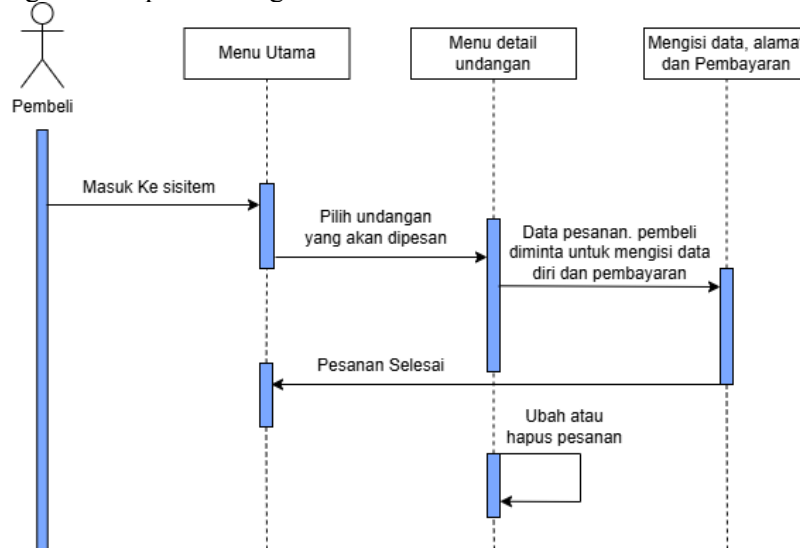 Menu Utama
Menu detail
undangan
Mengisi data, alamat
dan Pembayaran
Pembeli
Masuk Ke sisitem
Pilih undangan
yang akan dipesan
Data pesanan. pembeli
diminta untuk mengisi data
diri dan pembayaran
Pesanan Selesai
Ubah atau
hapus pesanan